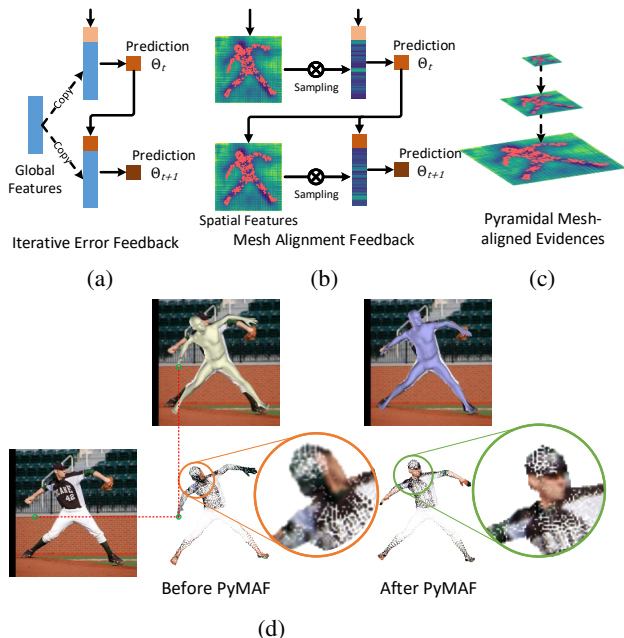 Prediction
Θt
Copy
Copy
Global
Features
Prediction
Θt+1
Iterative Error Feedback
(a)
Prediction
Θt
Sampling
Prediction
Θt+1
Sampling
Spatial Features
Mesh Alignment Feedback
(b)
Pyramidal Mesh-
aligned Evidences
(c)
42
Before PyMAF
After PyMAF
(d)